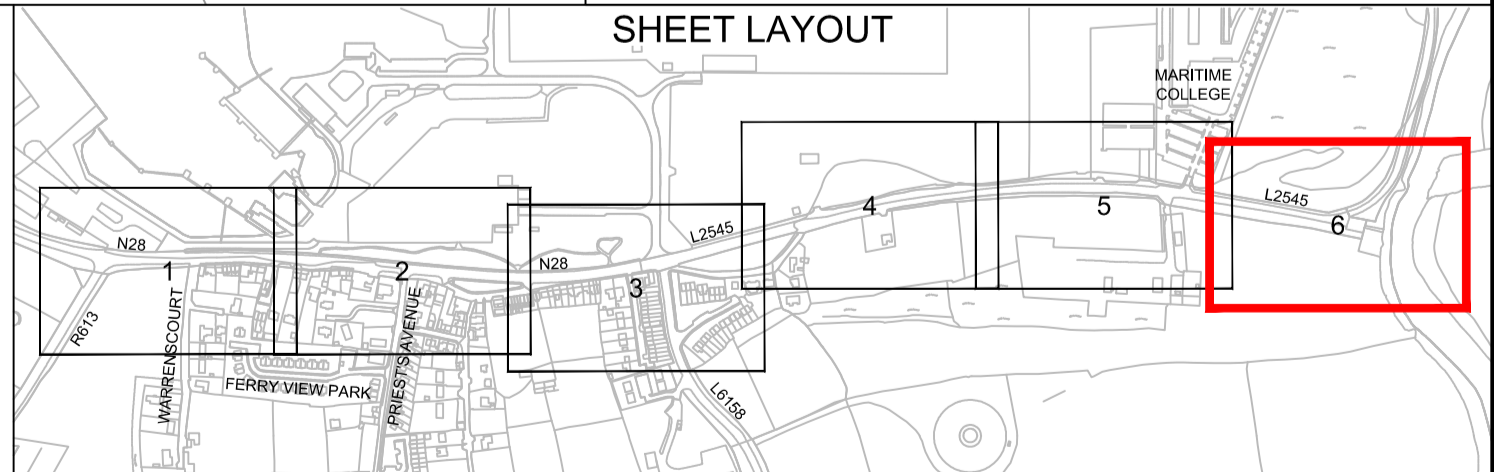 SHEET LAYOUT
MARITIME
COLLEGE
N28
1
2
N28
3
L2545
4
5
L2545
6
R613
WARRENSCOURT
FERRY VIEW PARK
PRIEST'S AVENUE
L6158